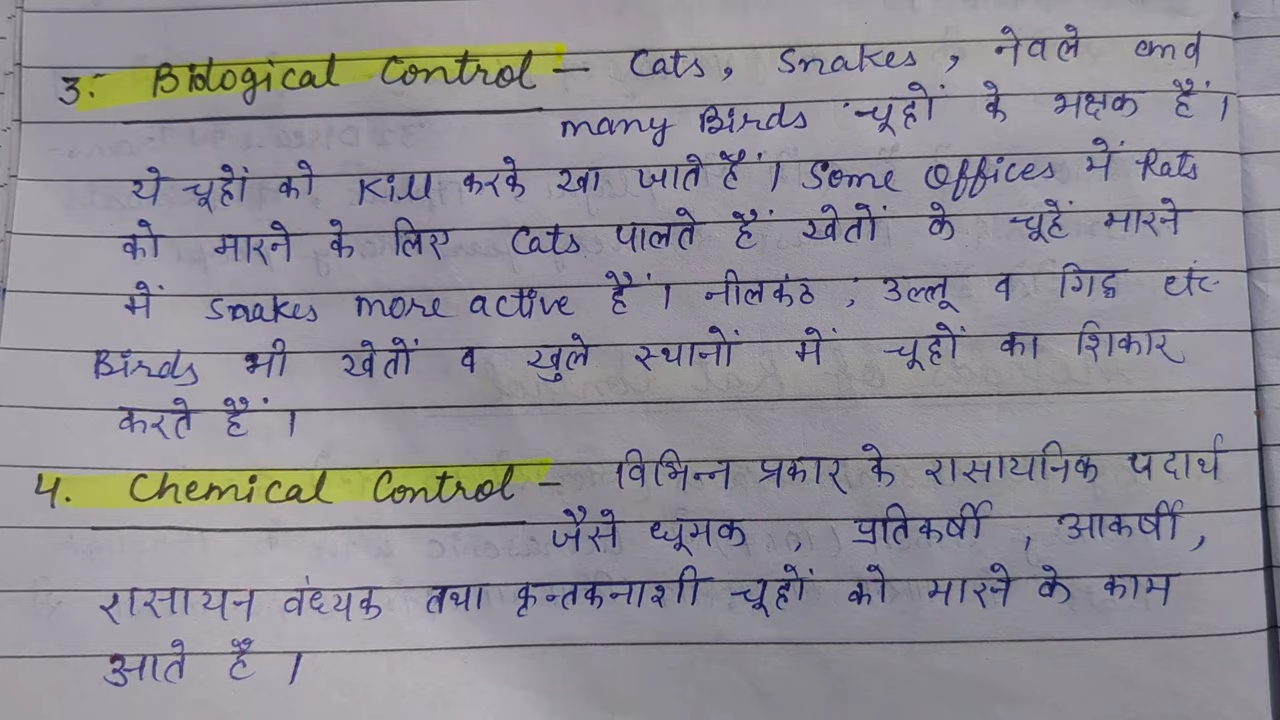 3. Biological Control - Cats, Snakes, नेवले and
many Birds चूहों के भक्षक हैं।
ये चूहों को Kill करके खा जाते हैं। Some Offices में Rats
को मारने के लिए Cats पालते हैं खेतों के चूहें मारने
में Snakes more active हैं। नीलकंठ, उल्लू व गिद्ध etc
Birds भी खेतों व खुले स्थानों में चूहों का शिकार
करते हैं।
4. Chemical Control - विभिन्न प्रकार के रासायनिक पदार्थ
जैसे धूमक, प्रतिकर्षी, आकर्षी,
रासायन वंध्यक तथा कृन्तकनाशी चूहों को मारने के काम
आते है।